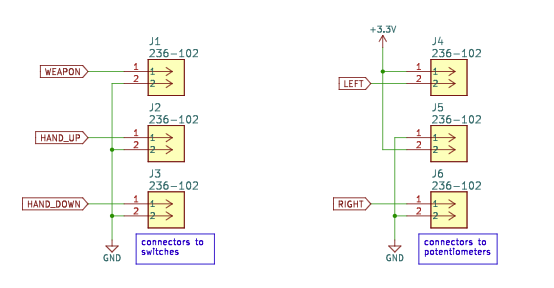 J1
236-102
WEAPON
1
1
2
2
J2
236-102
HAND_UP
1
1
2
2
J3
236-102
HAND_DOWN
1
1
2
2
GND
connectors to
switches
+3.3V
J4
236-102
1
1
LEFT
2
2
J5
236-102
1
1
2
2
J6
236-102
RIGHT
1
1
2
2
GND
connectors to
potentiometers